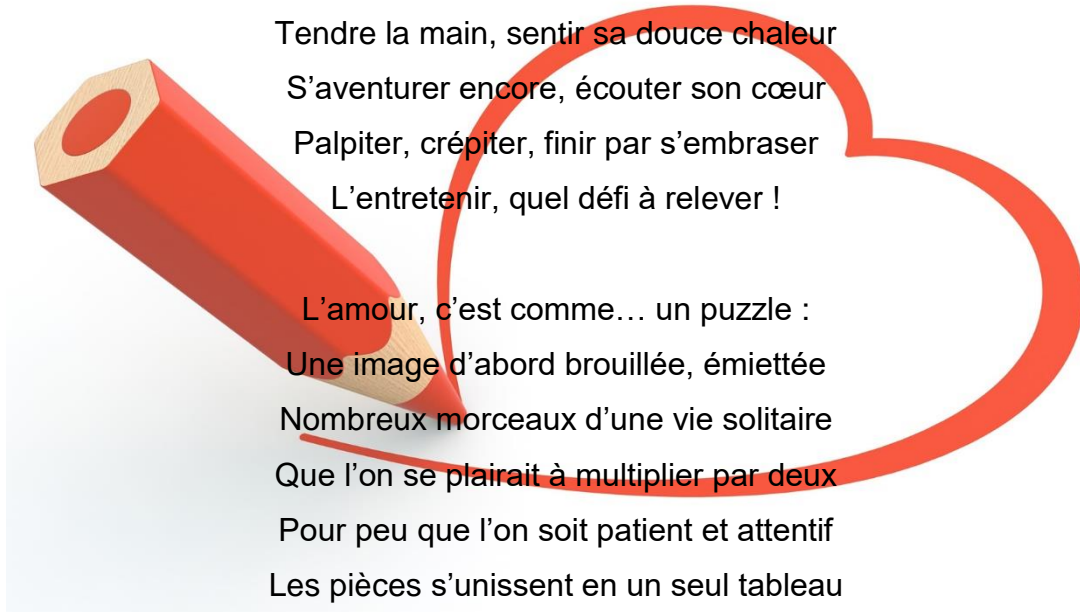 Tendre la main, sentir sa douce chaleur
S’aventurer encore, écouter son cœur
Palpiter, crépiter, finir par s’embraser
L’entretenir, quel défi à relever !
L’amour, c’est comme… un puzzle :
Une image d’abord brouillée, émiettée
Nombreux morceaux d’une vie solitaire
Que l’on se plairait à multiplier par deux
Pour peu que l’on soit patient et attentif
Les pièces s’unissent en un seul tableau